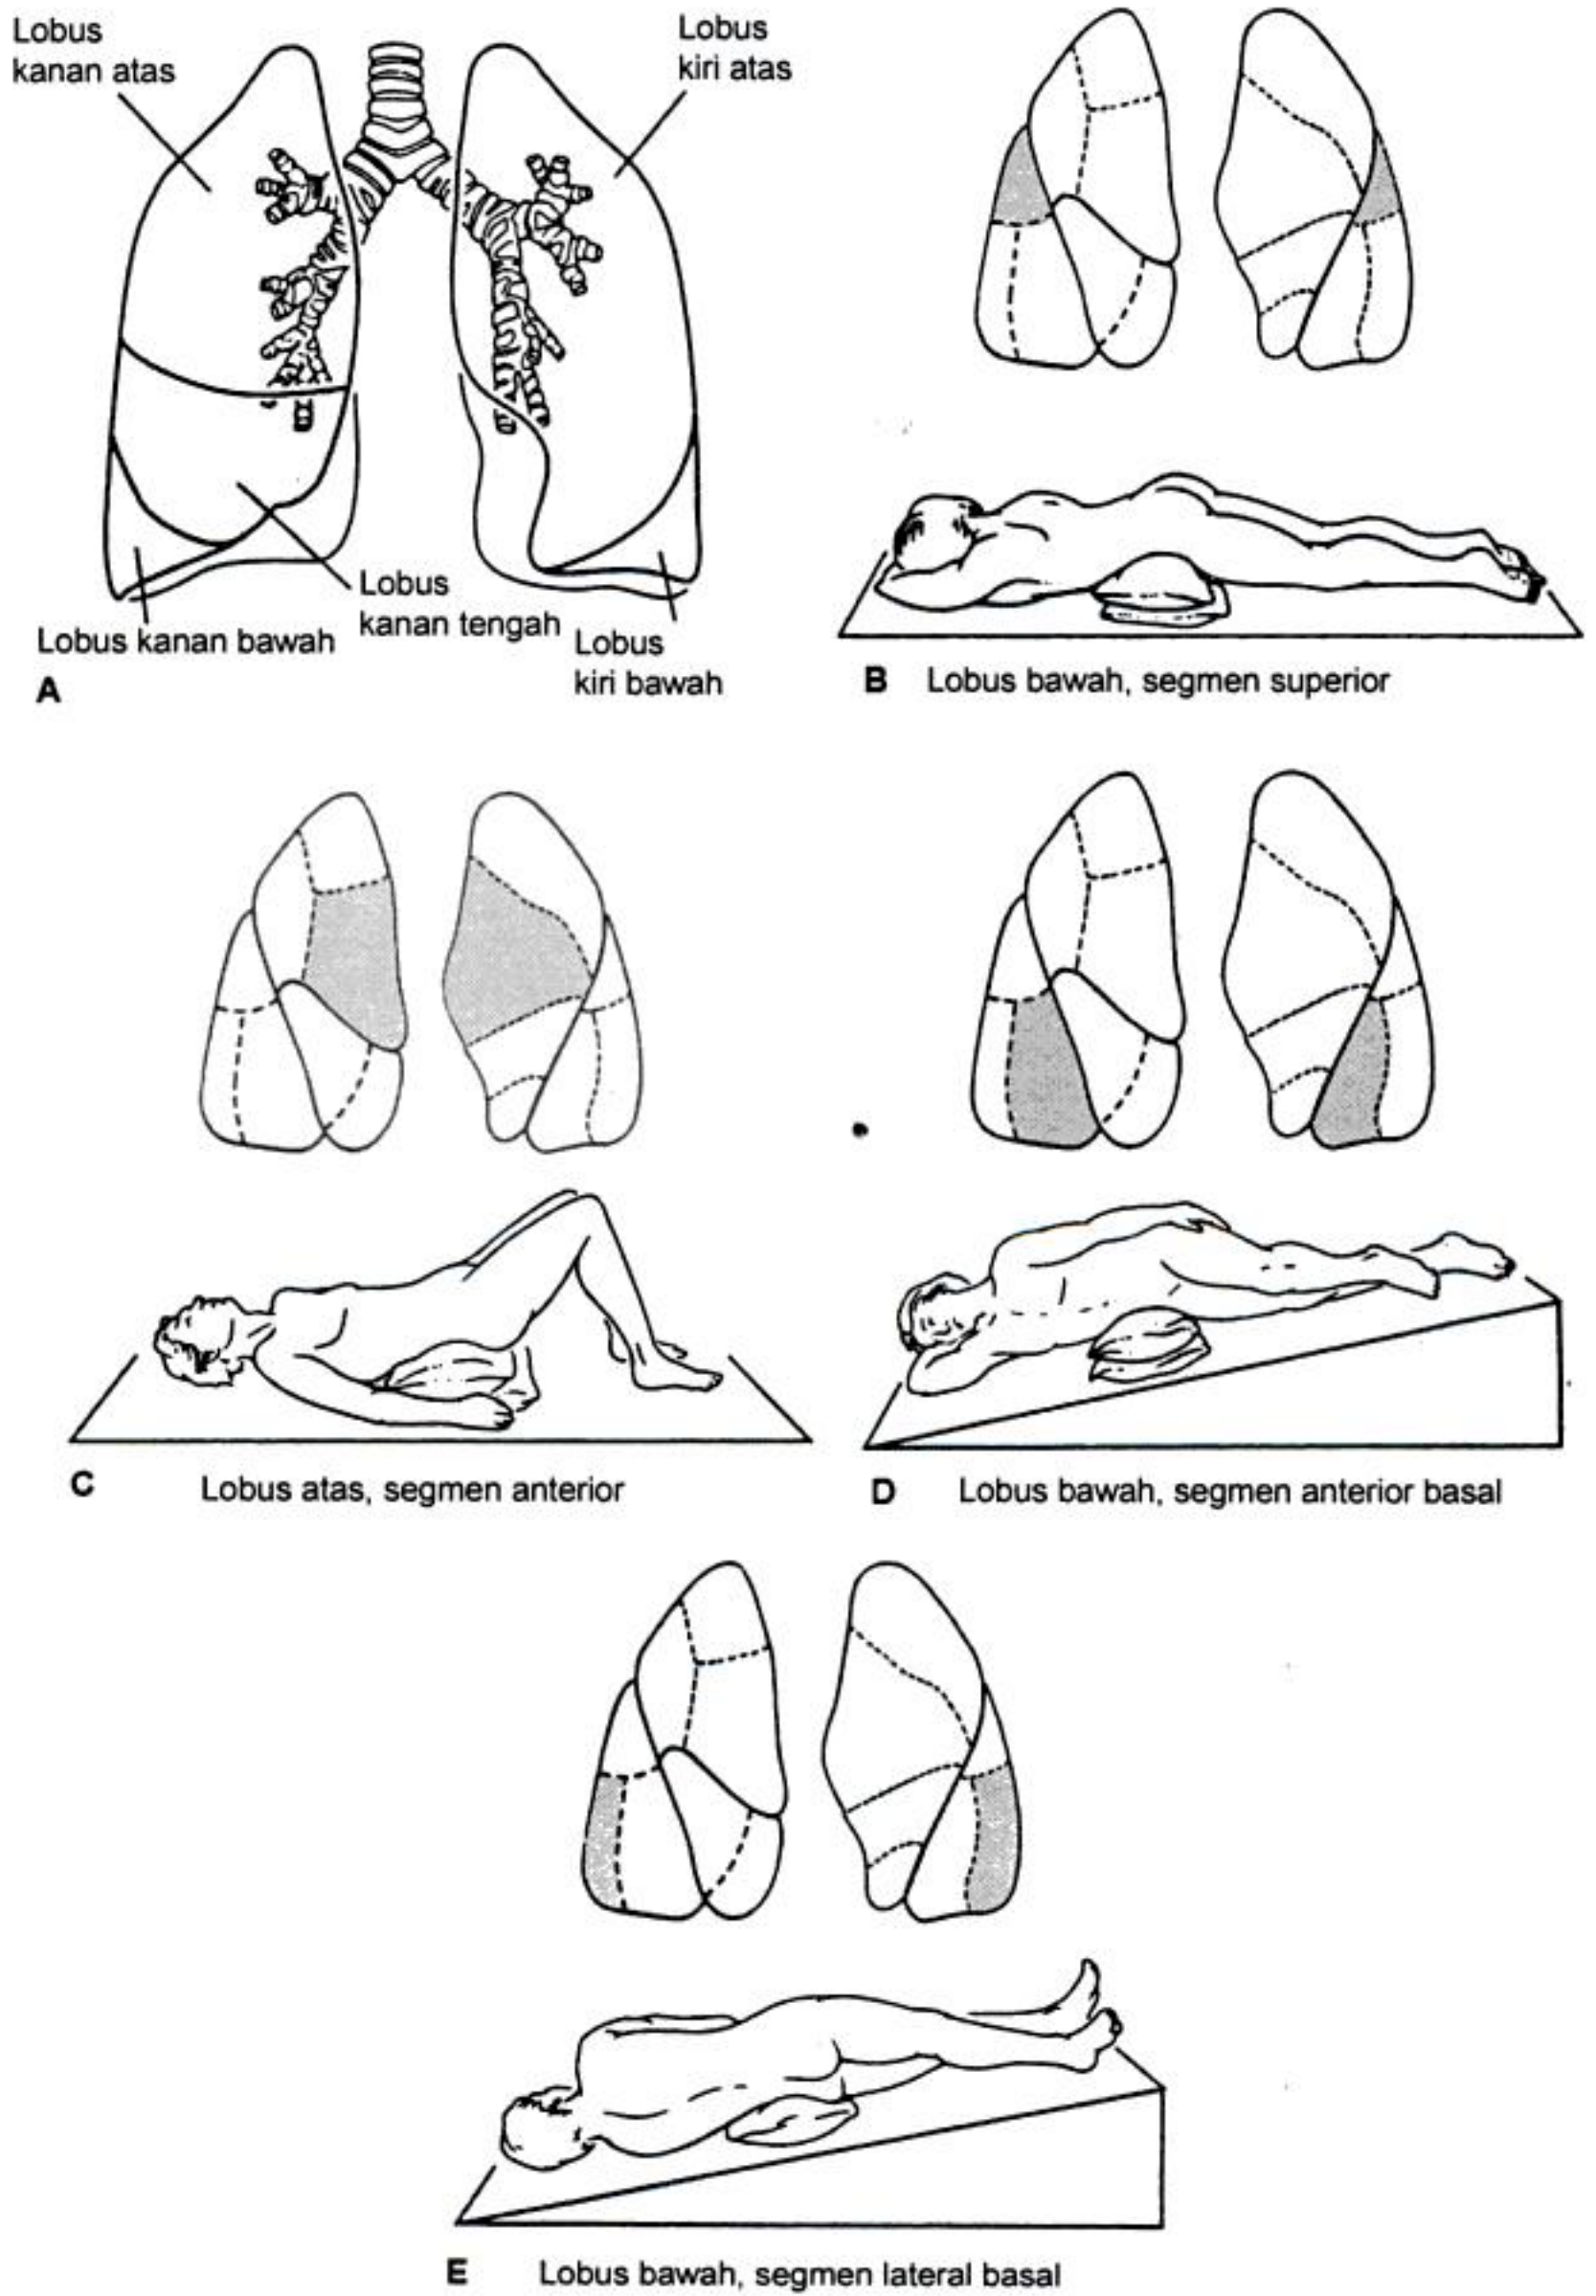 Lobus
kanan atas
Lobus
kiri atas
Lobus
kanan tengah
Lobus kanan bawah
Lobus
kiri bawah
A
B Lobus bawah, segmen superior
C Lobus atas, segmen anterior
D Lobus bawah, segmen anterior basal
E Lobus bawah, segmen lateral basal